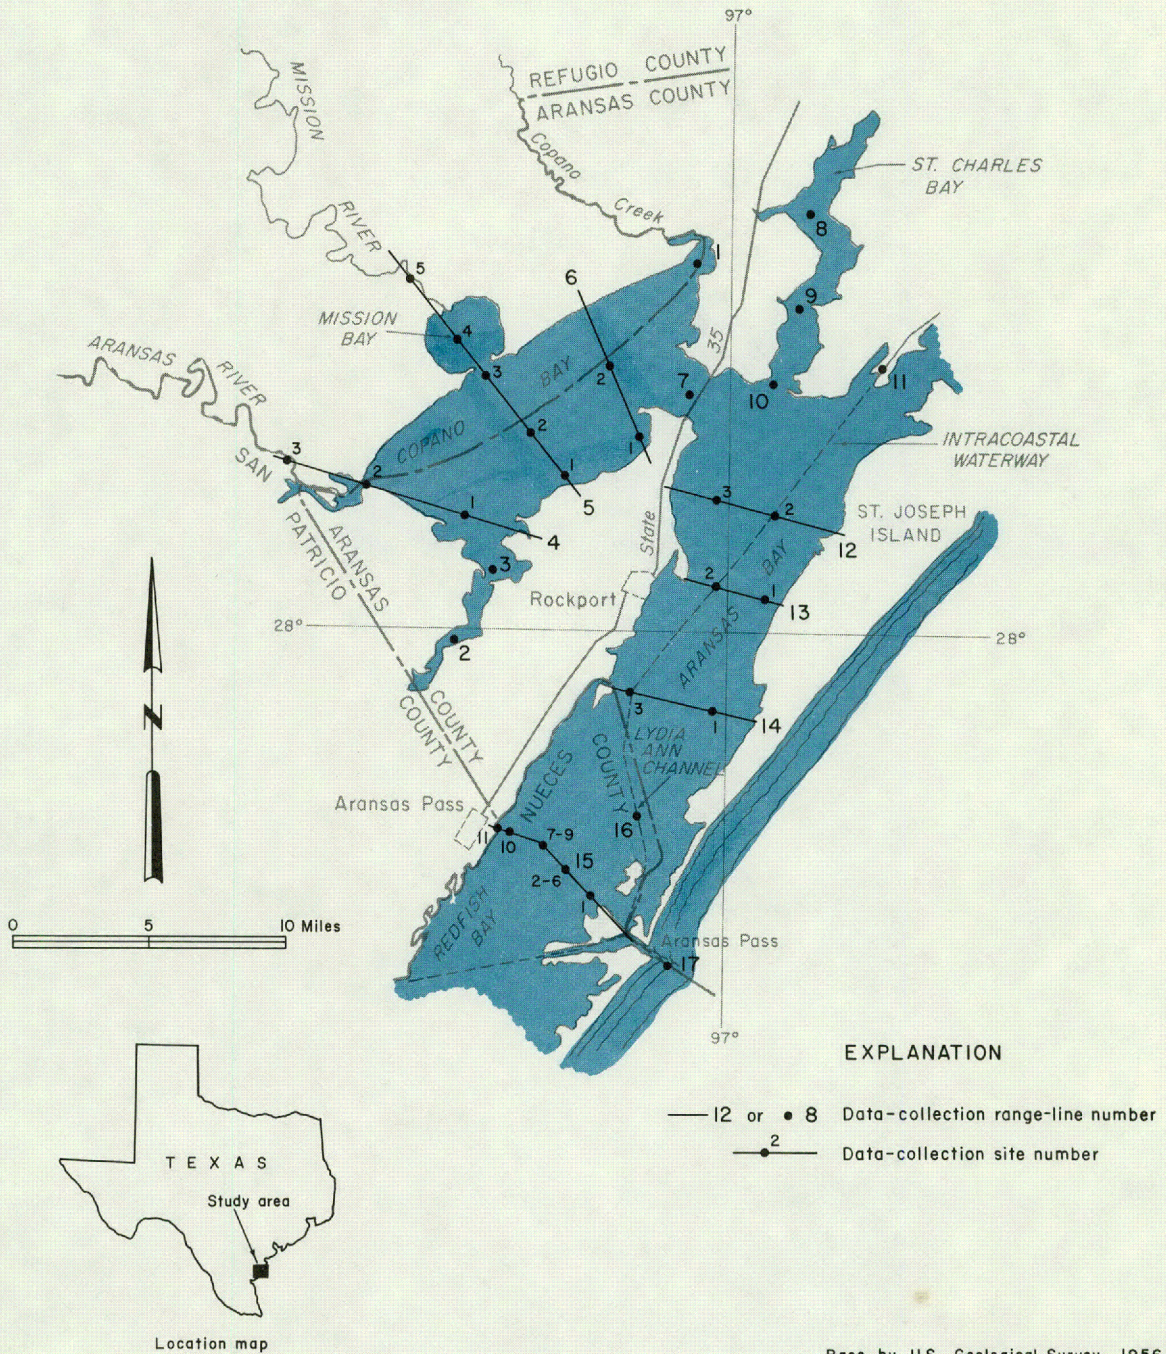 97°
REFUGIO COUNTY
ARANSAS COUNTY
MISSION
RIVER
Copano
Creek
ST. CHARLES
BAY
8
1
5
6
9
MISSION
BAY
4
35
ARANSAS
RIVER
3
BAY
2
7
11
10
COPANO
2
1
INTRACOASTAL
WATERWAY
3
SAN
PATRICIO
2
1
5
3
2
ST. JOSEPH
ISLAND
1
4
State
12
ARANSAS
3
BAY
2
1
13
Rockport
28°
28°
2
ARANSAS
COUNTY
COUNTY
3
1
14
LYDIA
ANN
CHANNEL
NUECES
COUNTY
N
Aransas Pass
11
10
7-9
16
15
2-6
1
0 5 10 Miles
REDFISH
BAY
Aransas Pass
17
97°
EXPLANATION
12 or • 8 Data-collection range-line number
2 Data-collection site number
TEXAS
Study area
Location map
Base by U.S. Geological Survey, 1956